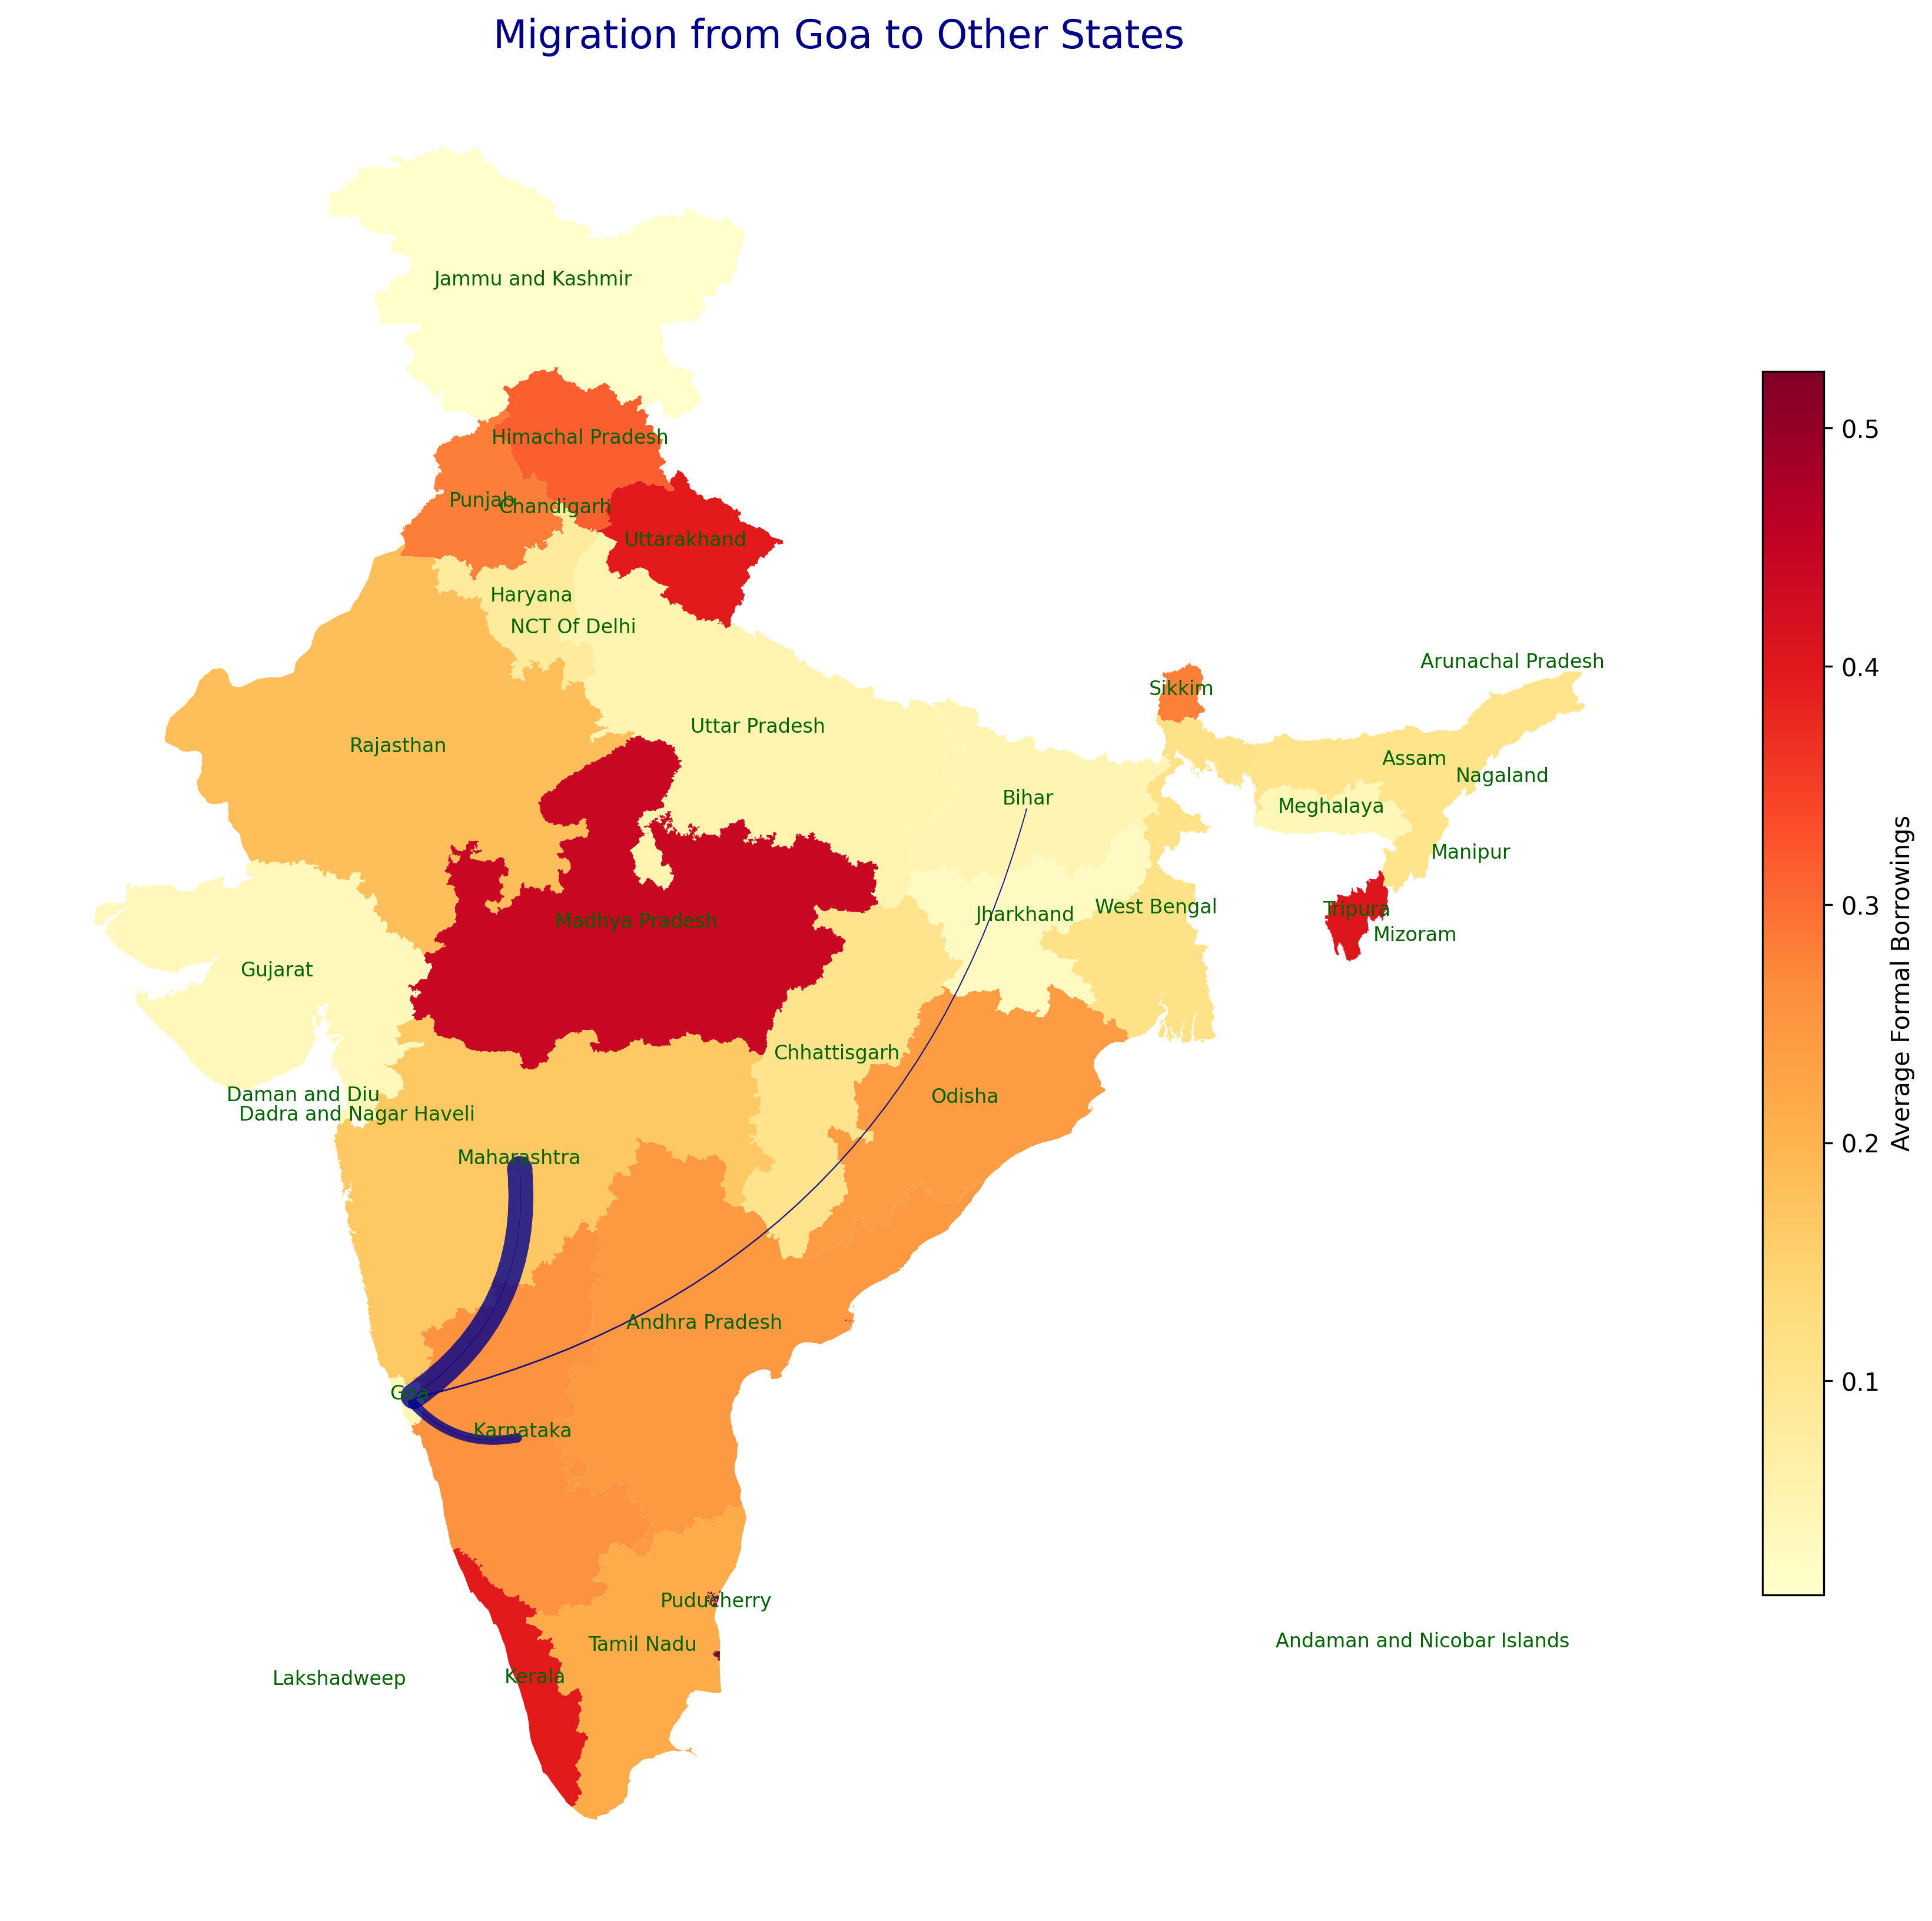 Migration from Goa to Other States
Jammu and Kashmir
Himachal Pradesh
Punjab
Chandigarh
Uttarakhand
Haryana
NCT Of Delhi
Arunachal Pradesh
Sikkim
Rajasthan
Uttar Pradesh
Assam
Nagaland
Bihar
Meghalaya
Manipur
Tripura
Mizoram
Madhya Pradesh
Jharkhand
West Bengal
Gujarat
Chhattisgarh
Odisha
Daman and Diu
Dadra and Nagar Haveli
Maharashtra
Andhra Pradesh
Goa
Karnataka
Puducherry
Tamil Nadu
Kerala
Lakshadweep
Andaman and Nicobar Islands
0.5
0.4
0.3
0.2
0.1
Average Formal Borrowings